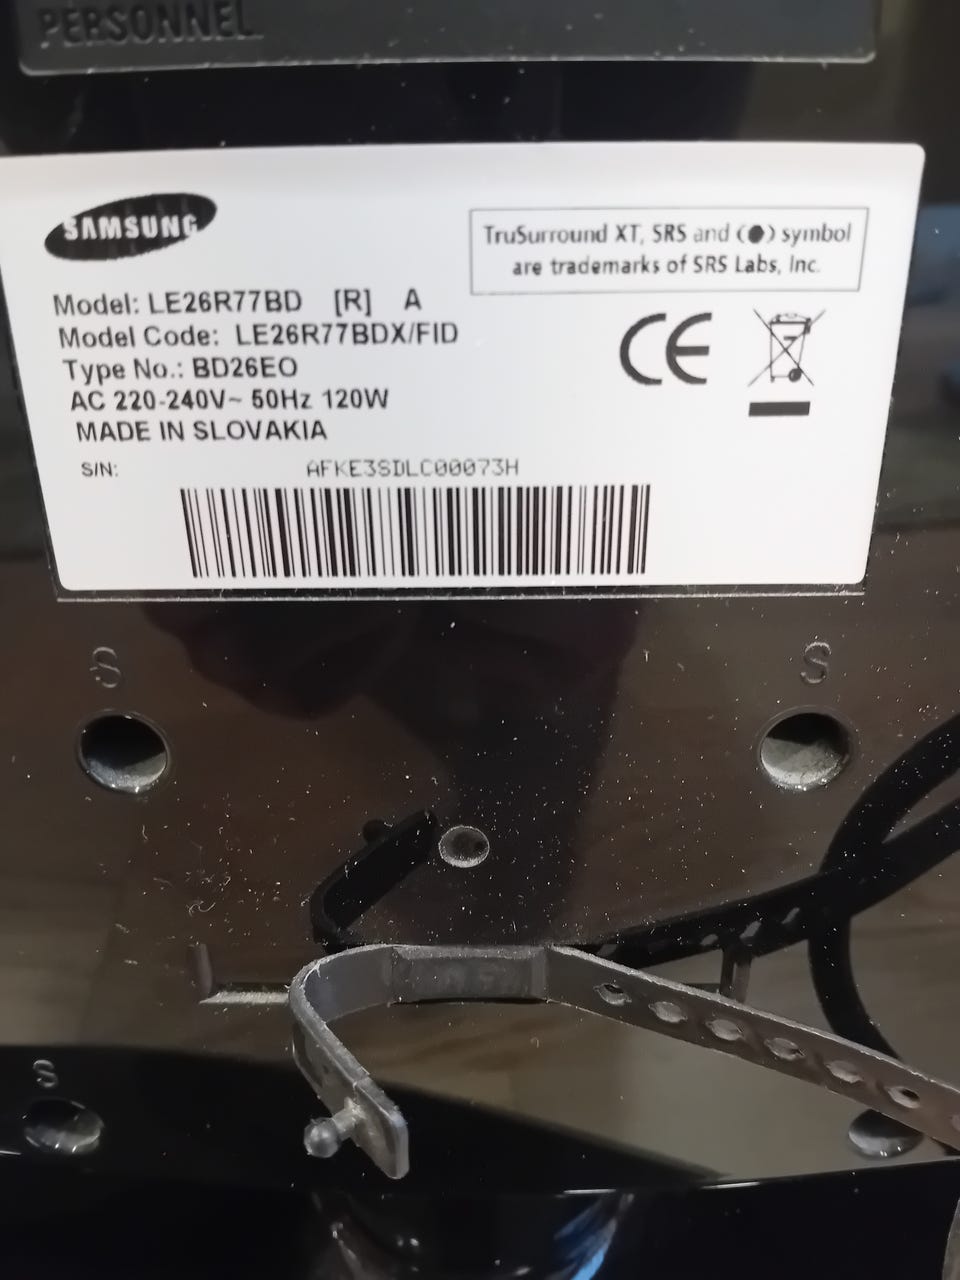 PERSONNEL
SAMSUNG
TruSurround XT, SRS and (●) symbol
are trademarks of SRS Labs, Inc.
Model: LE26R77BD [R] A
Model Code: LE26R77BDX/FID
Type No.: BD26EO
AC 220-240V~ 50Hz 120W
MADE IN SLOVAKIA
S/N: AFKE3SDLC00073H
CE
S
S
S